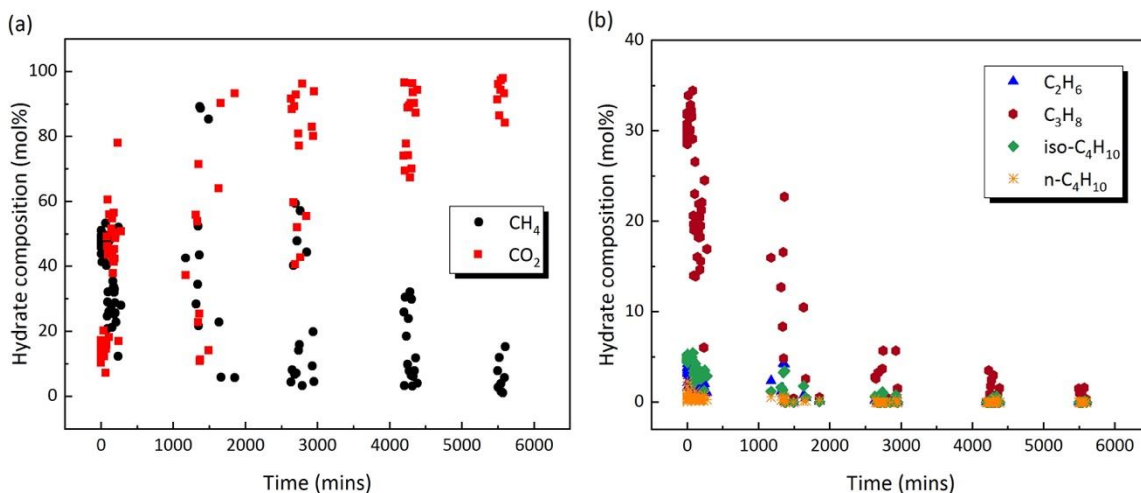 (a)
Hydrate composition (mol%)
100
80
60
40
20
0
CH₄
CO₂
0 1000 2000 3000 4000 5000 6000
Time (mins)
(b)
Hydrate composition (mol%)
40
30
20
10
0
C₂H₆
C₃H₈
iso-C₄H₁₀
n-C₄H₁₀
0 1000 2000 3000 4000 5000 6000
Time (mins)